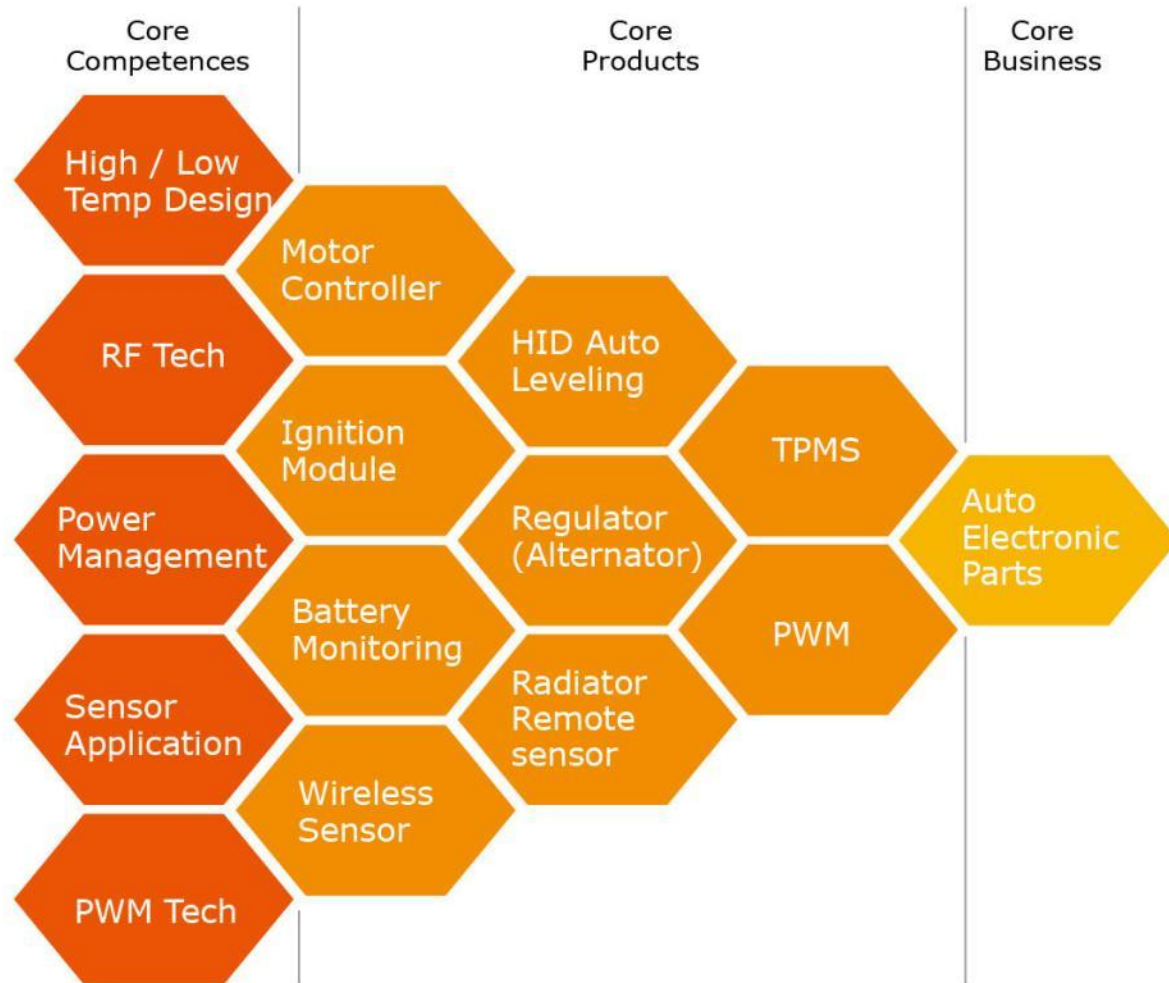 Core
Competences
Core
Products
Core
Business
High / Low
Temp Design
RF Tech
Power
Management
Sensor
Application
PWM Tech
Motor
Controller
Ignition
Module
Battery
Monitoring
Wireless
Sensor
HID Auto
Leveling
Regulator
(Alternator)
Radiator
Remote
sensor
TPMS
PWM
Auto
Electronic
Parts